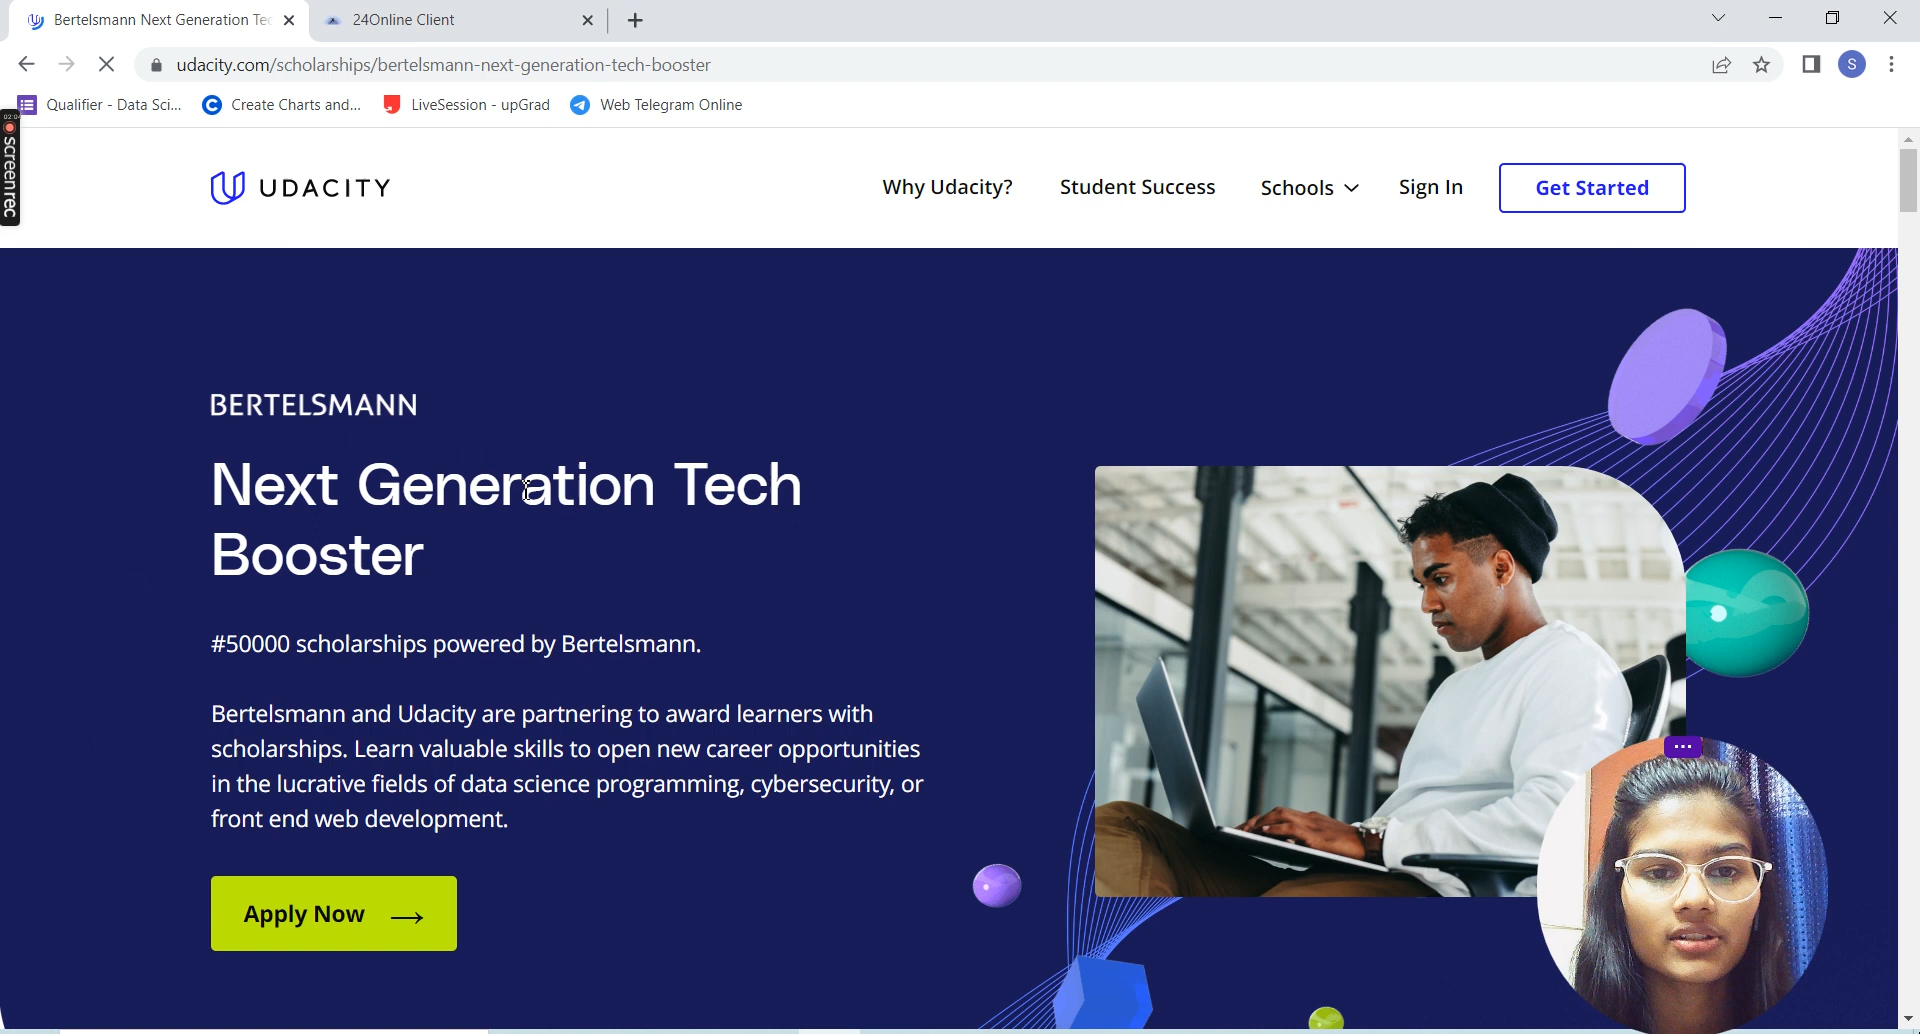 Bertelsmann Next Generation Tec
24Online Client
udacity.com/scholarships/bertelsmann-next-generation-tech-booster
S
Qualifier - Data Sci...
Create Charts and...
LiveSession - upGrad
Web Telegram Online
screenrec
UDACITY
Why Udacity?
Student Success
Schools
Sign In
Get Started
BERTELSMANN
Next Generation Tech
Booster
#50000 scholarships powered by Bertelsmann.
Bertelsmann and Udacity are partnering to award learners with
scholarships. Learn valuable skills to open new career opportunities
in the lucrative fields of data science programming, cybersecurity, or
front end web development.
Apply Now